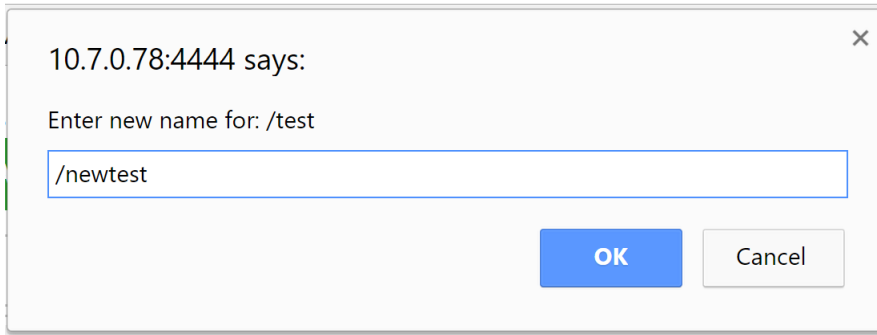 10.7.0.78:4444 says:
Enter new name for: /test
/newtest
OK
Cancel